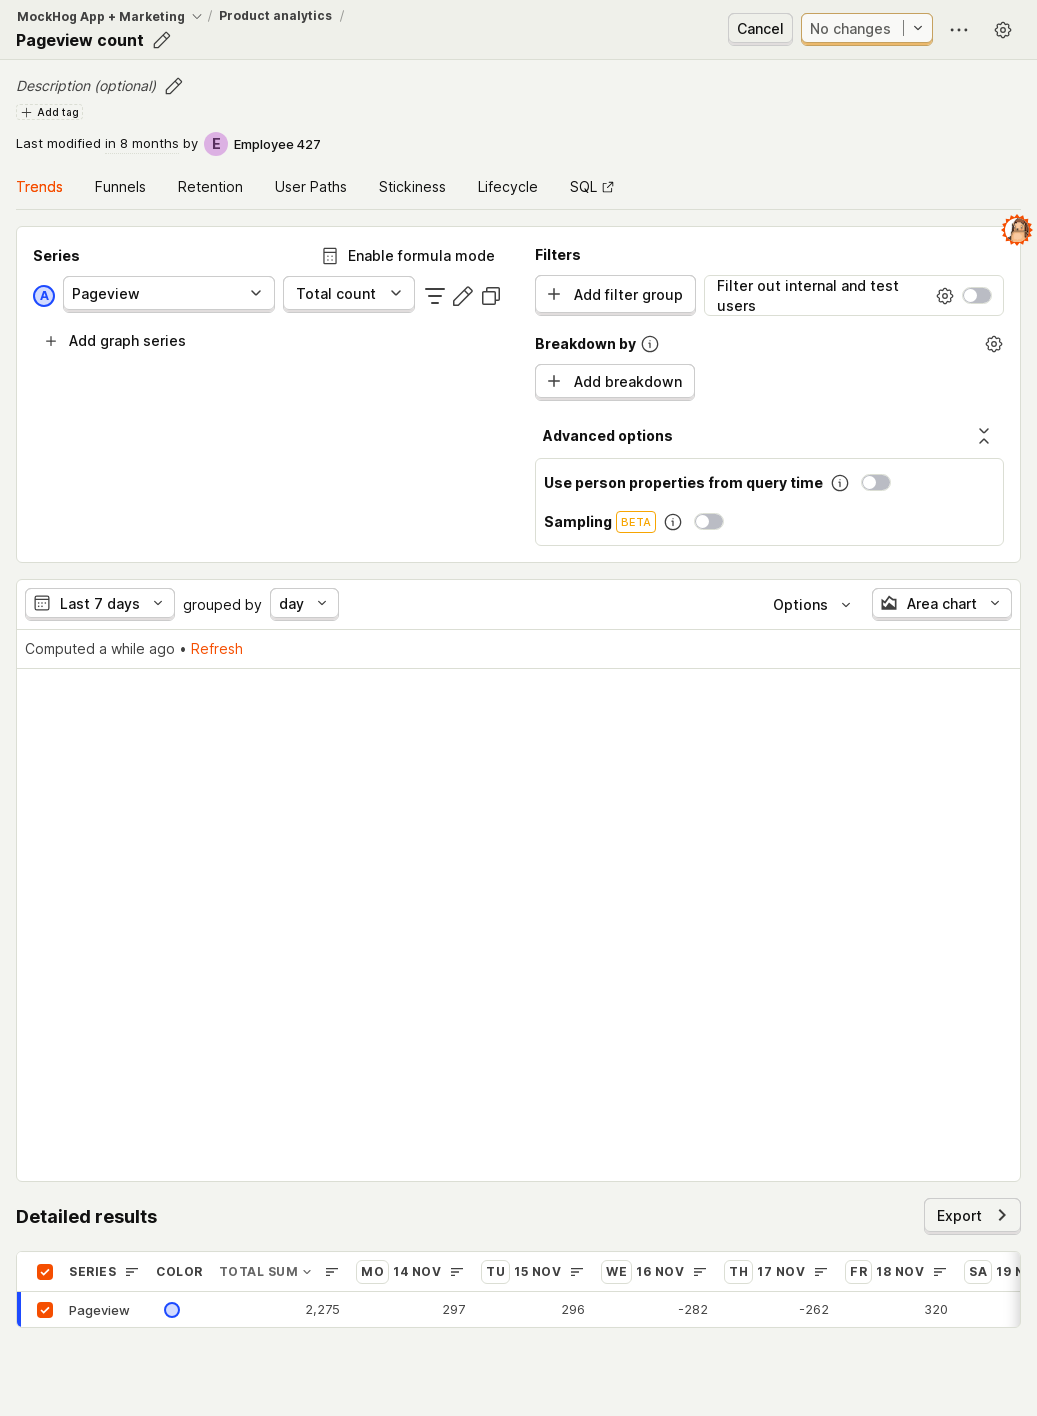 MockHog App + Marketing / Product analytics /
Pageview count
Cancel
No changes
Description (optional)
Add tag
Last modified in 8 months by E Employee 427
Trends Funnels Retention User Paths Stickiness Lifecycle SQL
Series
Enable formula mode
A Pageview Total count
Add graph series
Filters
Add filter group
Filter out internal and test
users
Breakdown by
Add breakdown
Advanced options
Use person properties from query time
Sampling BETA
Last 7 days grouped by day Options Area chart
Computed a while ago • Refresh
Detailed results
Export
SERIES COLOR TOTAL SUM MO 14 NOV TU 15 NOV WE 16 NOV TH 17 NOV FR 18 NOV SA 19 N
Pageview 2,275 297 296 -282 -262 320